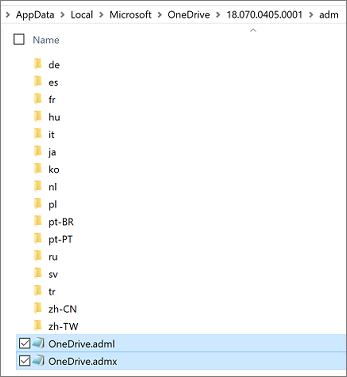 AppData > Local > Microsoft > OneDrive > 18.070.0405.0001 > adm
Name
de
es
fr
hu
it
ja
ko
nl
pl
pt-BR
pt-PT
ru
sv
tr
zh-CN
zh-TW
OneDrive.adml
OneDrive.admx